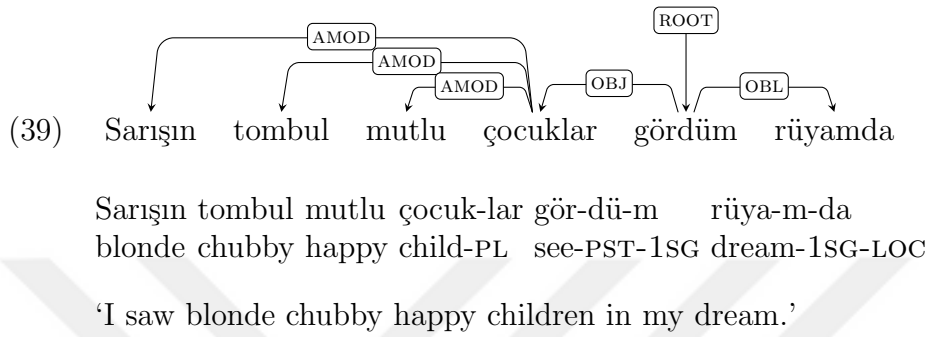 ROOT
AMOD
AMOD
AMOD OBJ OBL
(39) Sarışın tombul mutlu çocuklar gördüm rüyamda
Sarışın tombul mutlu çocuk-lar gör-dü-m rüya-m-da
blonde chubby happy child-PL see-PST-1SG dream-1SG-LOC
‘I saw blonde chubby happy children in my dream.’